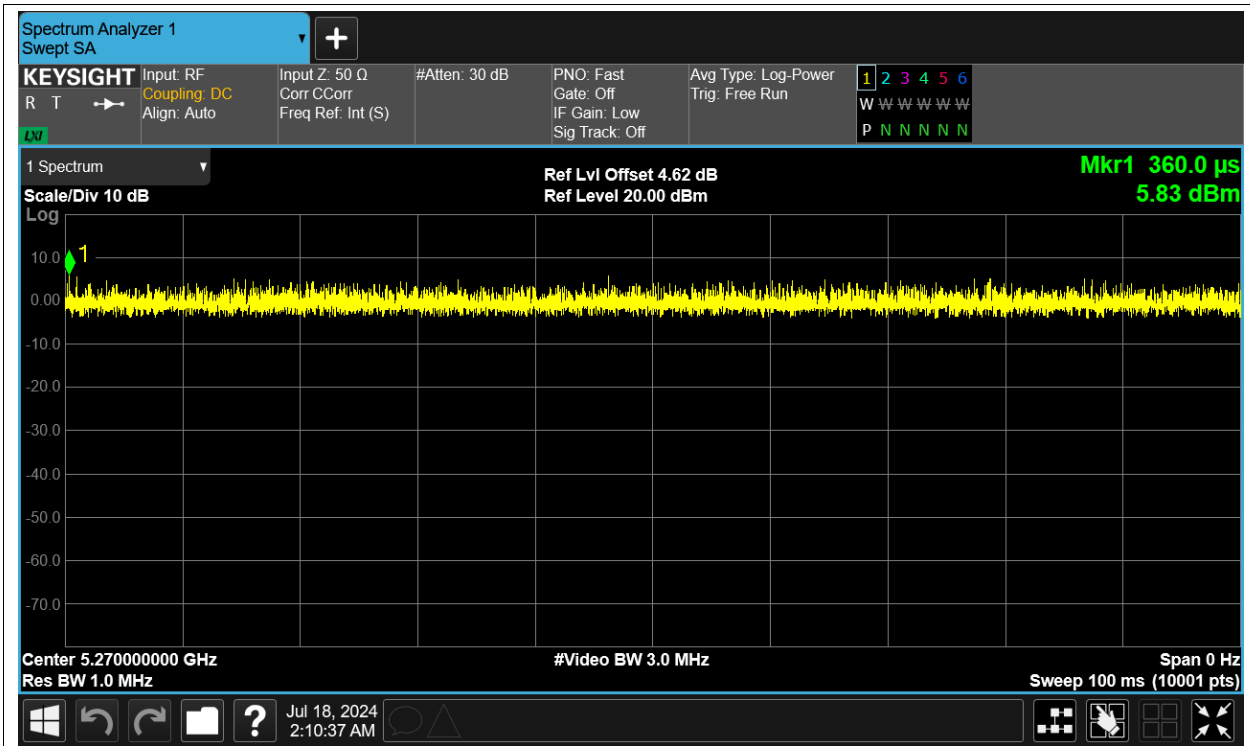 Spectrum Analyzer 1
Swept SA
KEYSIGHT
R T
LXI
Input: RF
Coupling: DC
Align: Auto
Input Z: 50 Ω
Corr CCorr
Freq Ref: Int (S)
#Atten: 30 dB
PNO: Fast
Gate: Off
IF Gain: Low
Sig Track: Off
Avg Type: Log-Power
Trig: Free Run
1 2 3 4 5 6
W W W W W W
P N N N N N
1 Spectrum
Scale/Div 10 dB
Log
Ref Lvl Offset 4.62 dB
Ref Level 20.00 dBm
Mkr1 360.0 µs
5.83 dBm
1
10.0
0.00
-10.0
-20.0
-30.0
-40.0
-50.0
-60.0
-70.0
Center 5.270000000 GHz
Res BW 1.0 MHz
#Video BW 3.0 MHz
Span 0 Hz
Sweep 100 ms (10001 pts)
?
Jul 18, 2024
2:10:37 AM